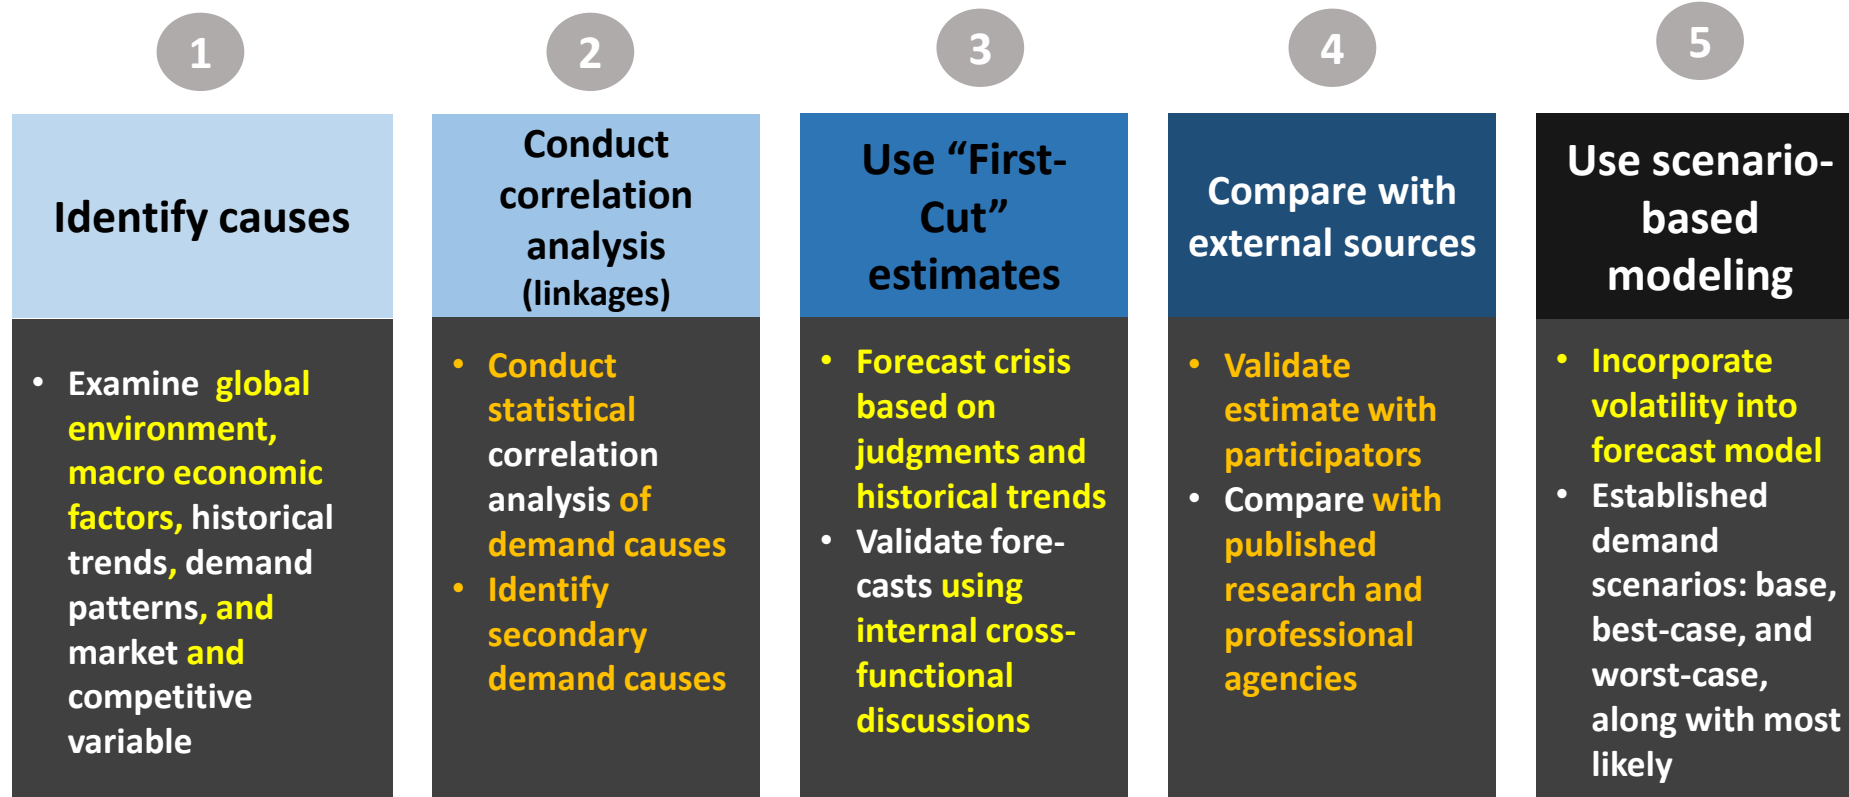 1
Identify causes
• Examine global
environment,
macro economic
factors, historical
trends, demand
patterns, and
market and
competitive
variable
2
Conduct
correlation
analysis
(linkages)
• Conduct
statistical
correlation
analysis of
demand causes
• Identify
secondary
demand causes
3
Use “First-
Cut”
estimates
• Forecast crisis
based on
judgments and
historical trends
• Validate fore-
casts using
internal cross-
functional
discussions
4
Compare with
external sources
• Validate
estimate with
participators
• Compare with
published
research and
professional
agencies
5
Use scenario-
based
modeling
• Incorporate
volatility into
forecast model
• Established
demand
scenarios: base,
best-case, and
worst-case,
along with most
likely